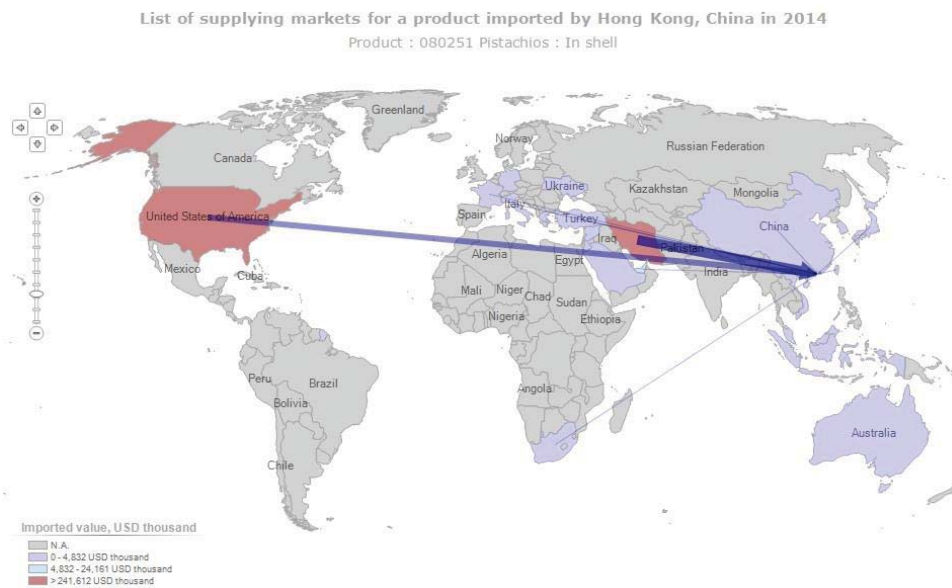 List of supplying markets for a product imported by Hong Kong, China in 2014
Product : 080251 Pistachios : In shell
Greenland
Norway
Russian Federation
Canada
Ukraine
Kazakhstan
Mongolia
Italy
United States of America
Spain
Turkey
China
Iraq
Pakistan
Algeria
Egypt
India
Mexico
Cuba
Mali
Niger
Chad
Sudan
Nigeria
Ethiopia
Peru
Brazil
Angola
Bolivia
Australia
Chile
Imported value, USD thousand
N.A.
0 - 4,832 USD thousand
4,832 - 24,161 USD thousand
> 241,612 USD thousand